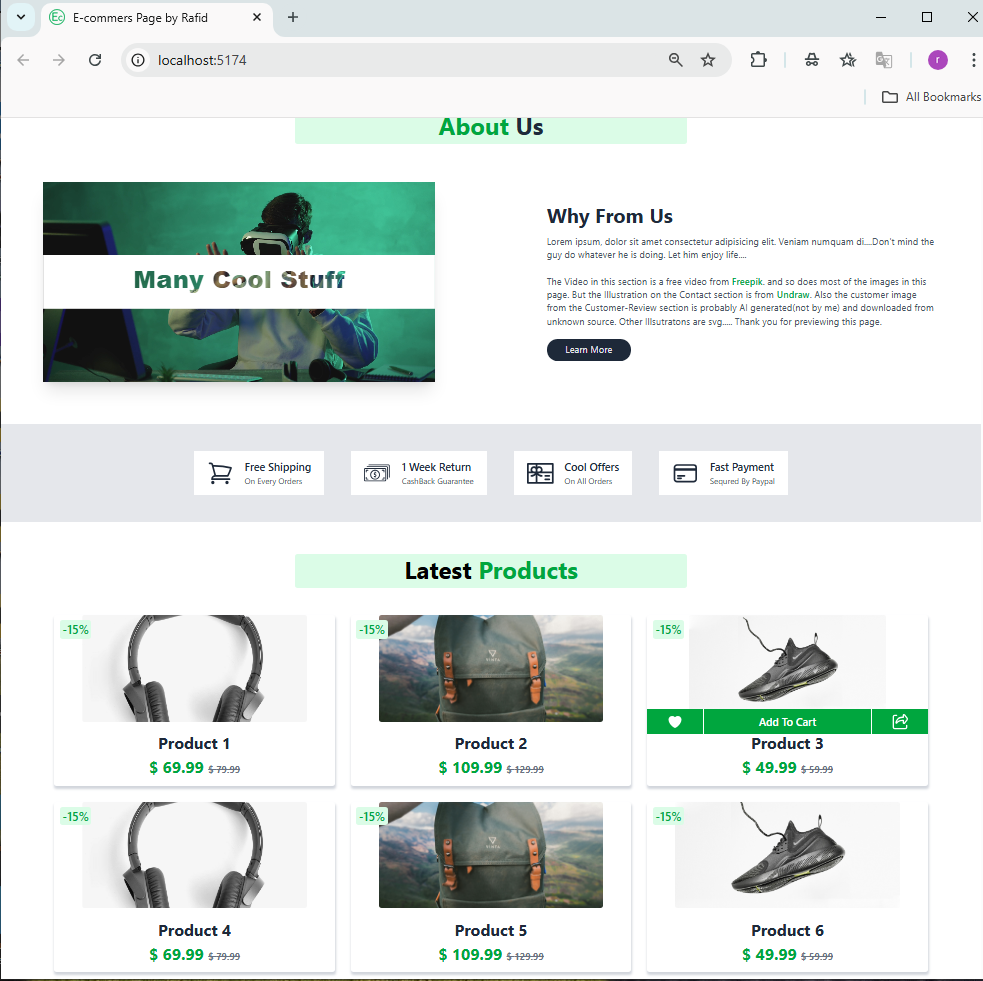 E-commers Page by Rafid
localhost:5174
r
All Bookmarks
About Us
Many Cool Stuff
Why From Us
Lorem ipsum, dolor sit amet consectetur adipisicing elit. Veniam numquam di....Don't mind the
guy do whatever he is doing. Let him enjoy life....
The Video in this section is a free video from Freepik. and so does most of the images in this
page. But the Illustration on the Contact section is from Undraw. Also the customer image
from the Customer-Review section is probably AI generated(not by me) and downloaded from
unknown source. Other Illsutratons are svg..... Thank you for previewing this page.
Learn More
Free Shipping
On Every Orders
1 Week Return
CashBack Guarantee
Cool Offers
On All Orders
Fast Payment
Sequred By Paypal
Latest Products
-15%
-15%
-15%
Add To Cart
Product 1
$ 69.99 $ 79.99
Product 2
$ 109.99 $ 129.99
Product 3
$ 49.99 $ 59.99
-15%
-15%
-15%
Product 4
$ 69.99 $ 79.99
Product 5
$ 109.99 $ 129.99
Product 6
$ 49.99 $ 59.99